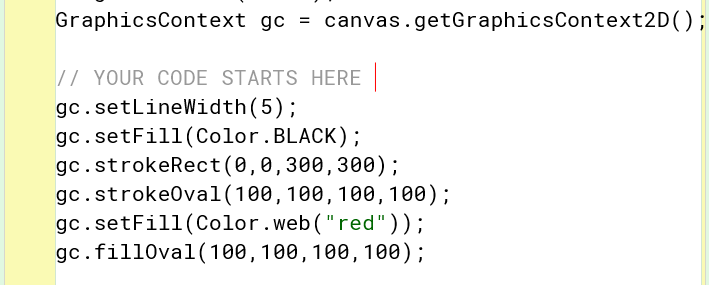 GraphicsContext gc = canvas.getGraphicsContext2D();
// YOUR CODE STARTS HERE
gc.setLineWidth(5);
gc.setFill(Color.BLACK);
gc.strokeRect(0,0,300,300);
gc.strokeOval(100,100,100,100);
gc.setFill(Color.web("red"));
gc.fillOval(100,100,100,100);